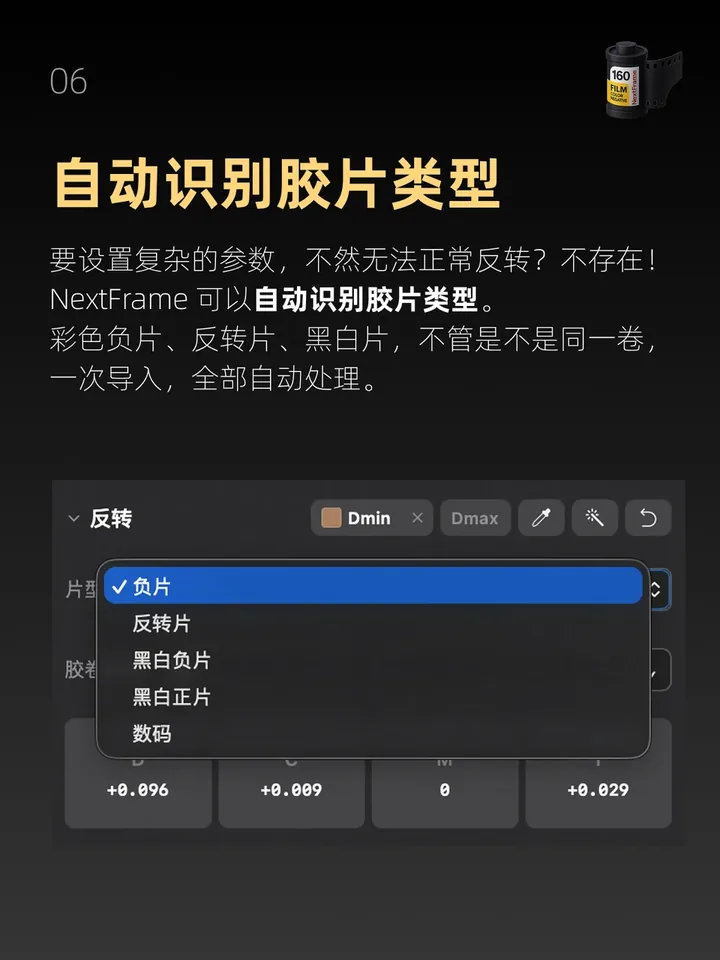 06
160
FILM
COLOR
NEGATIVE
NextFrame
自动识别胶片类型
要设置复杂的参数，不然无法正常反转？不存在！
NextFrame 可以自动识别胶片类型。
彩色负片、反转片、黑白片，不管是不是同一卷，
一次导入，全部自动处理。
反转
Dmin
Dmax
片型
✓ 负片
反转片
黑白负片
黑白正片
数码
胶卷
D
C
M
Y
+0.096
+0.009
0
+0.029